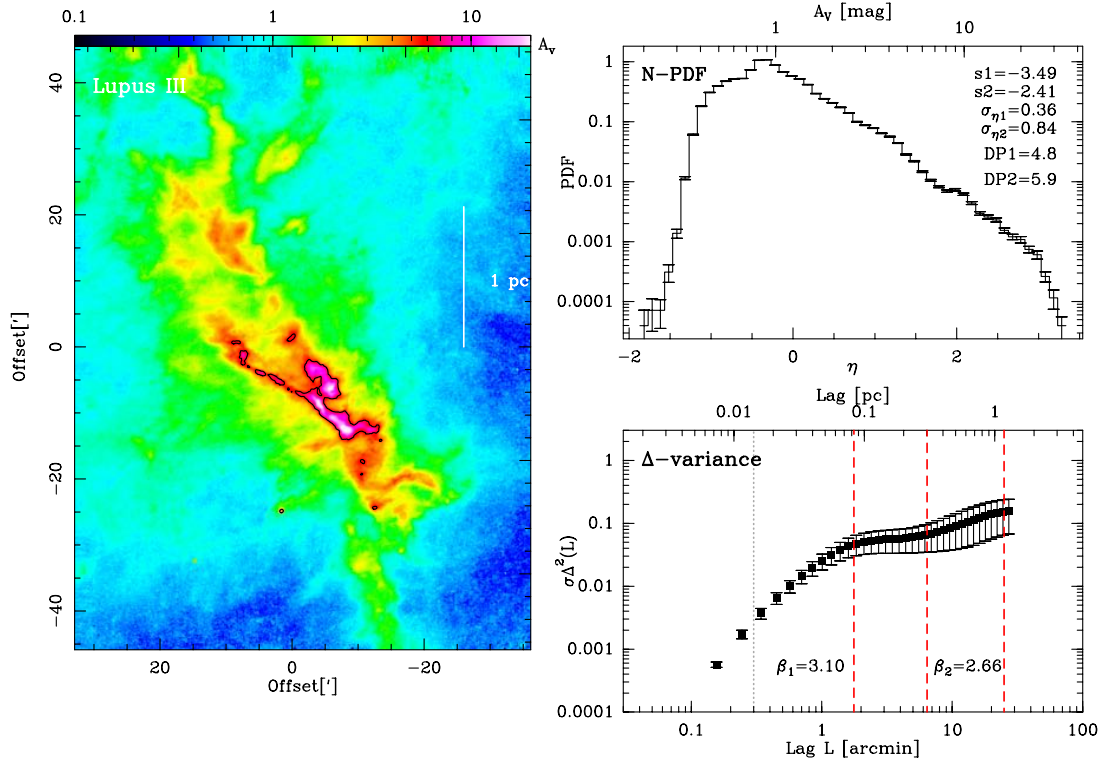 0.1 1 10
A_v
Lupus III
1 pc
40
20
0
−20
−40
Offset[′]
20 0 −20
Offset[′]
A_V [mag]
1 10
N−PDF
s1=−3.49
s2=−2.41
σ_η1=0.36
σ_η2=0.84
DP1=4.8
DP2=5.9
1
0.1
0.01
0.001
0.0001
PDF
−2 0 2
η
Lag [pc]
0.01 0.1 1
Δ−variance
1
0.1
0.01
0.001
0.0001
σΔ²(L)
β₁=3.10 β₂=2.66
0.1 1 10 100
Lag L [arcmin]